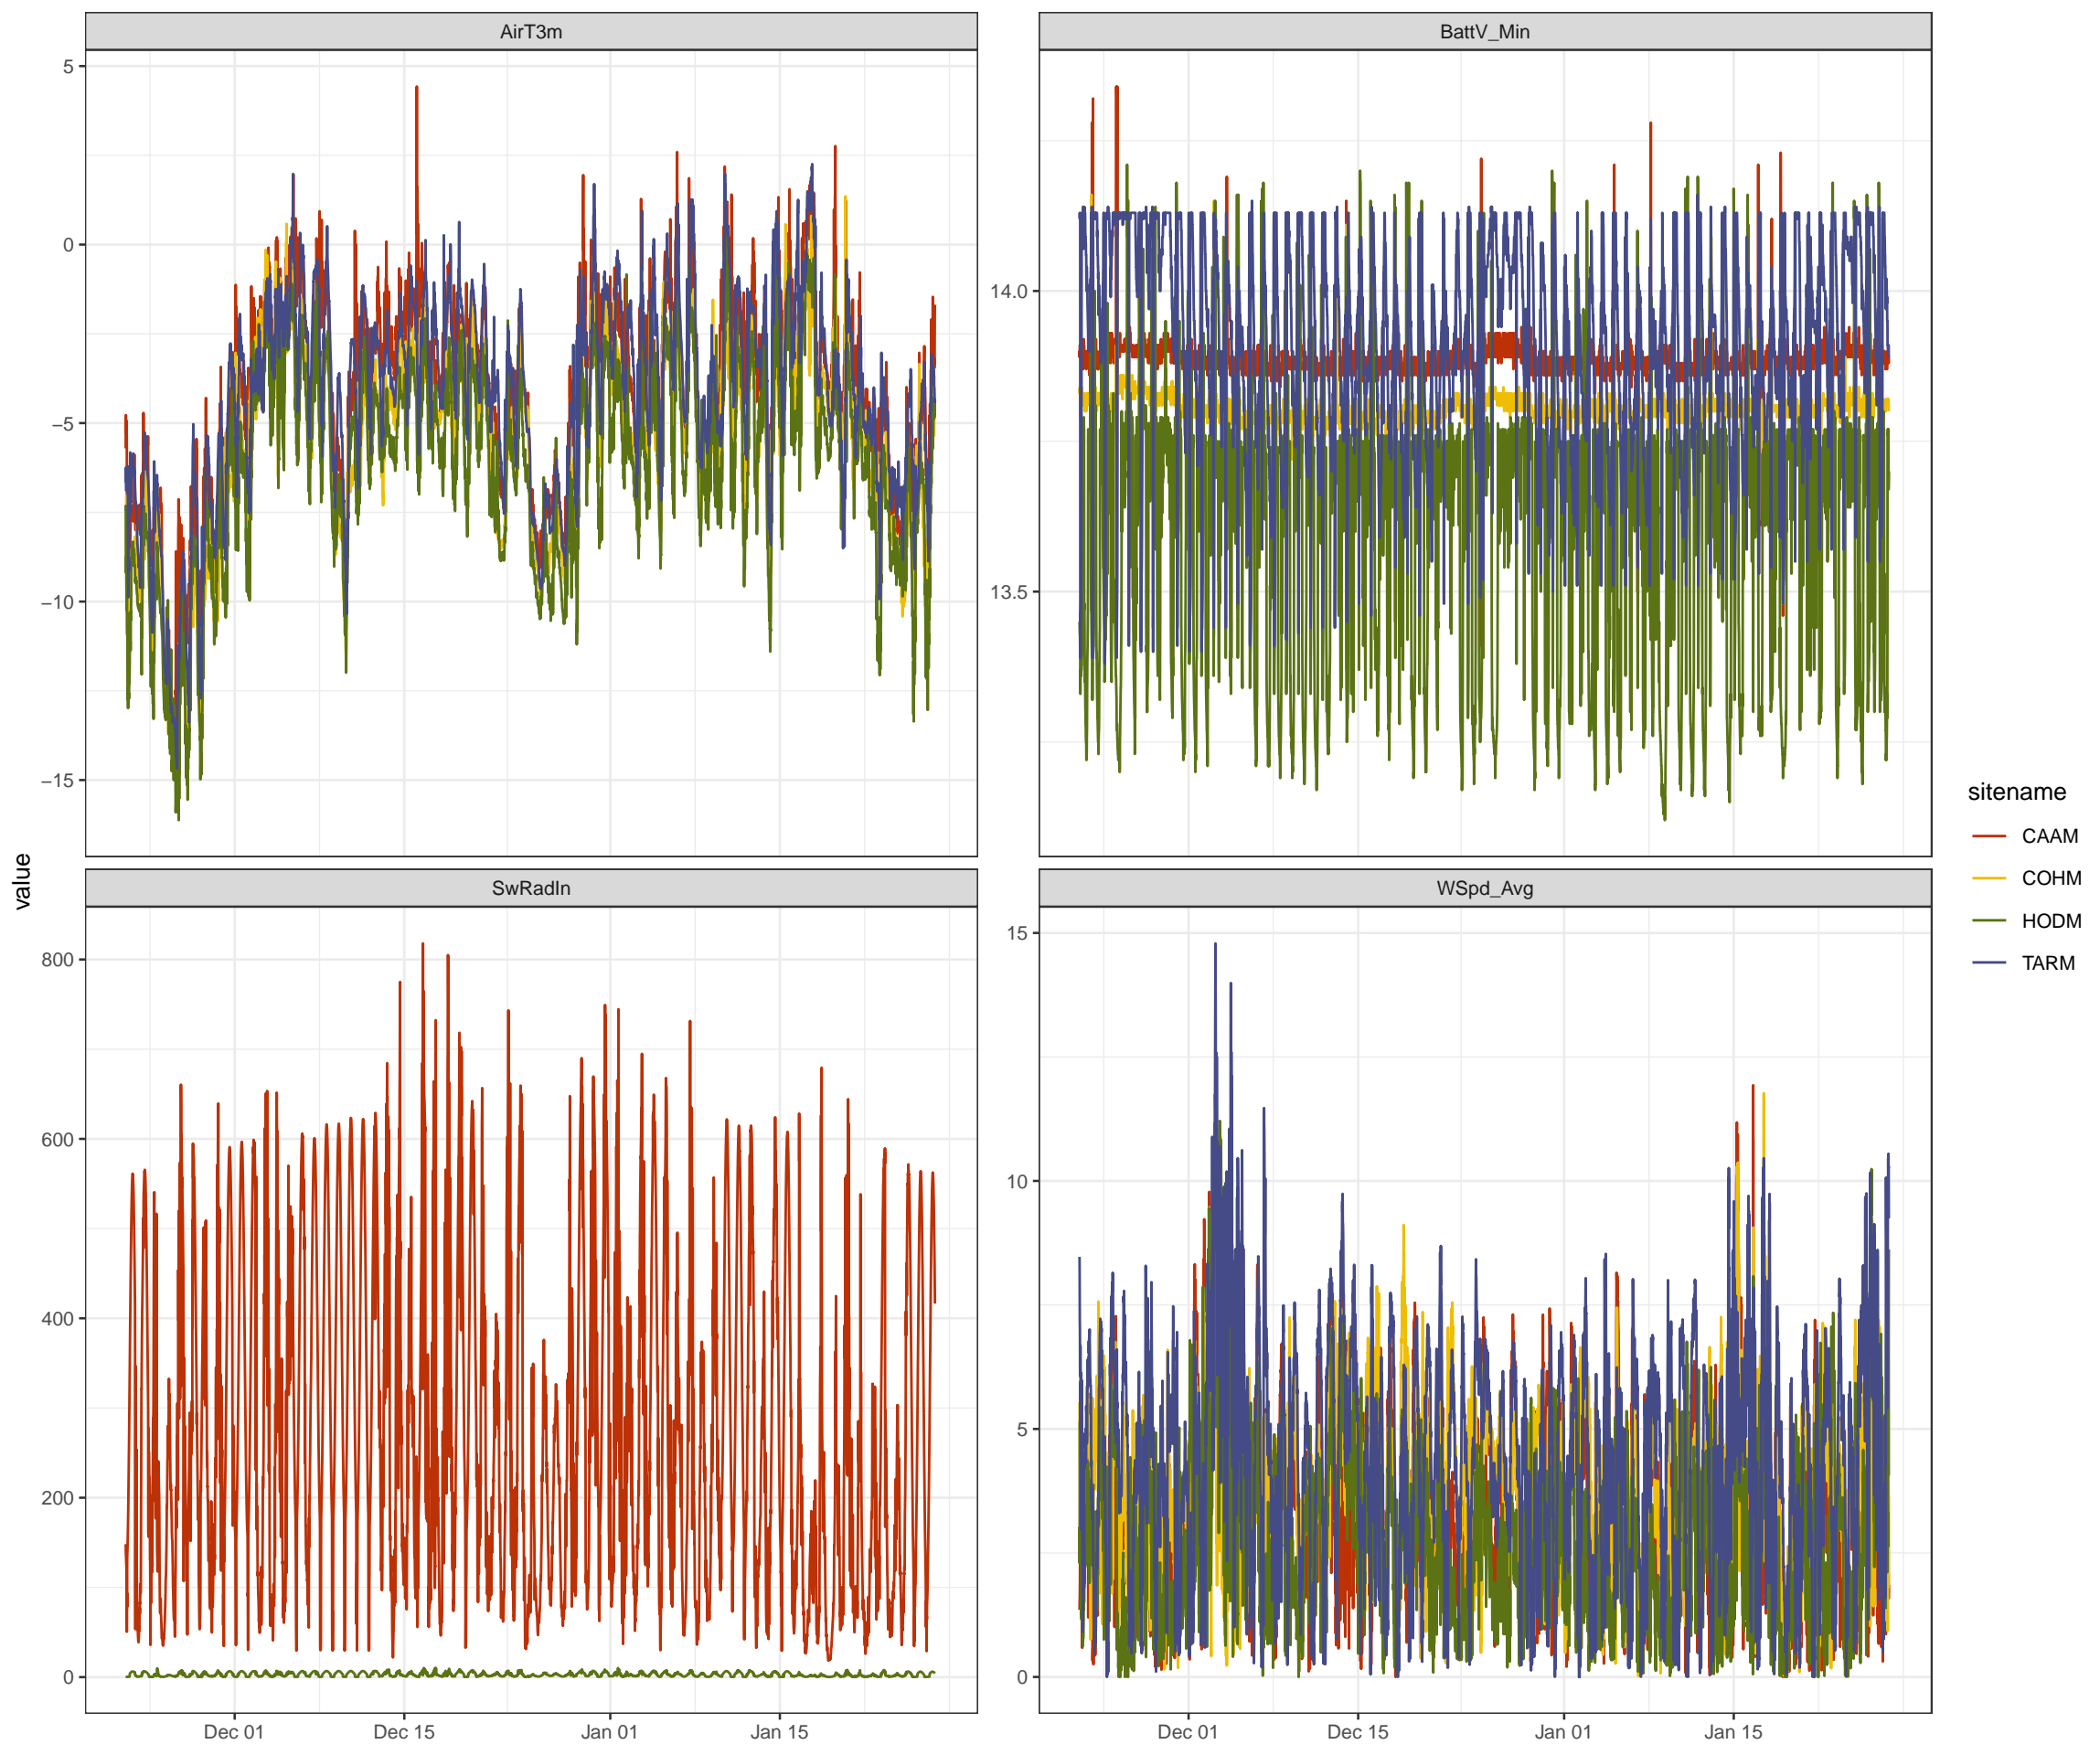 AirT3m
BattV_Min
5
0
−5
−10
−15
14.0
13.5
value
SwRadIn
WSpd_Avg
800
600
400
200
0
15
10
5
0
Dec 01
Dec 15
Jan 01
Jan 15
Dec 01
Dec 15
Jan 01
Jan 15
sitename
CAAM
COHM
HODM
TARM